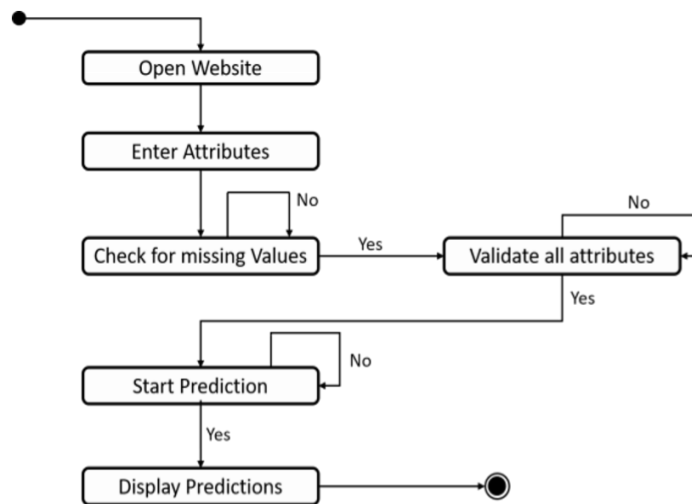 Open Website
Enter Attributes
No
Check for missing Values
Yes
No
Validate all attributes
Yes
No
Start Prediction
Yes
Display Predictions